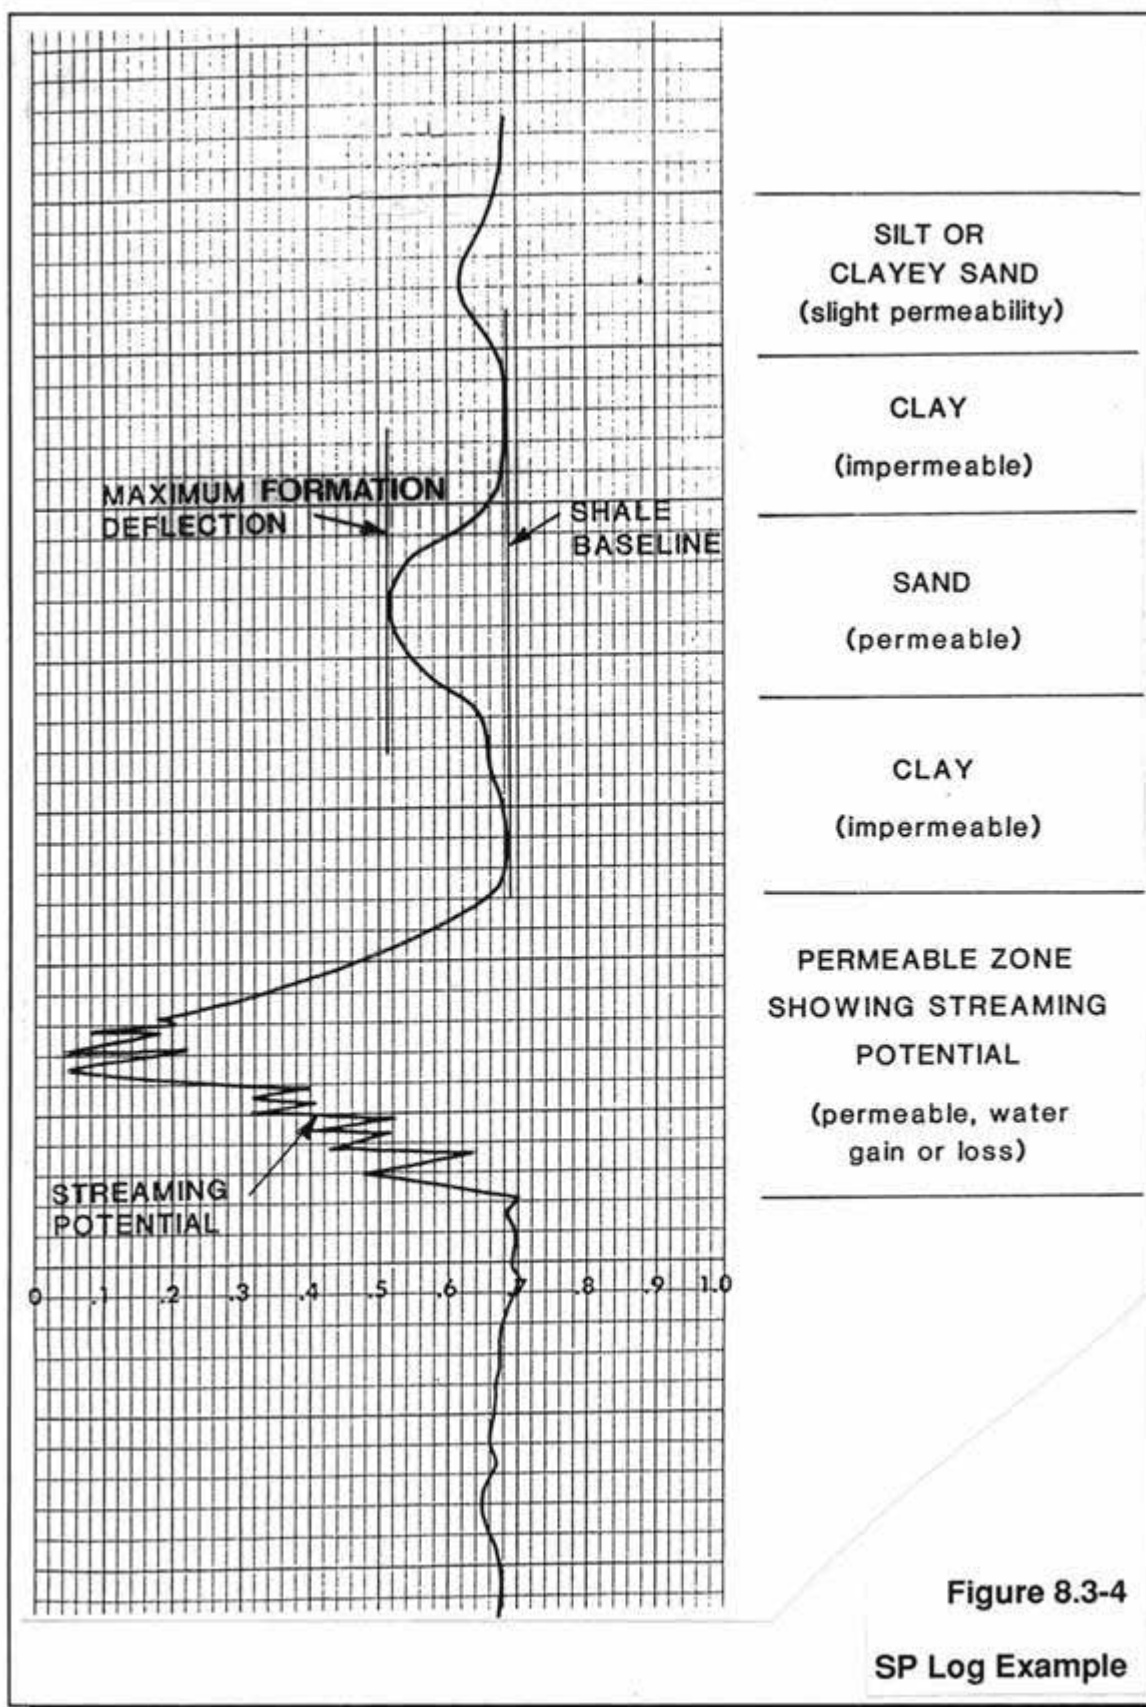 SILT OR
CLAYEY SAND
(slight permeability)
CLAY
(impermeable)
MAXIMUM FORMATION
DEFLECTION
SHALE
BASELINE
SAND
(permeable)
CLAY
(impermeable)
PERMEABLE ZONE
SHOWING STREAMING
POTENTIAL
(permeable, water
gain or loss)
STREAMING
POTENTIAL
0 .1 .2 .3 .4 .5 .6 .7 .8 .9 1.0
Figure 8.3-4
SP Log Example